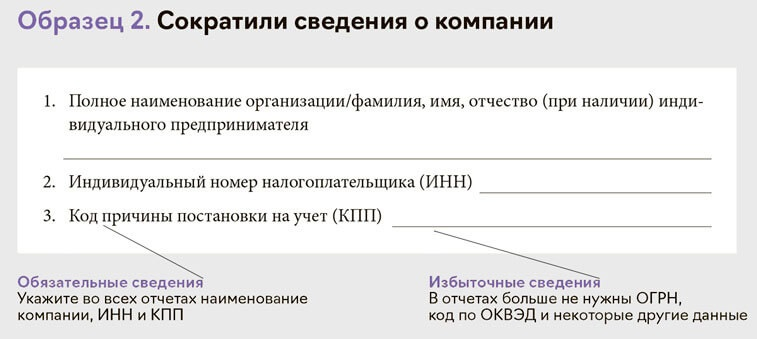 Образец 2. Сократили сведения о компании
1. Полное наименование организации/фамилия, имя, отчество (при наличии) инди-
видуального предпринимателя
2. Индивидуальный номер налогоплательщика (ИНН)
3. Код причины постановки на учет (КПП)
Обязательные сведения
Укажите во всех отчетах наименование
компании, ИНН и КПП
Избыточные сведения
В отчетах больше не нужны ОГРН,
код по ОКВЭД и некоторые другие данные